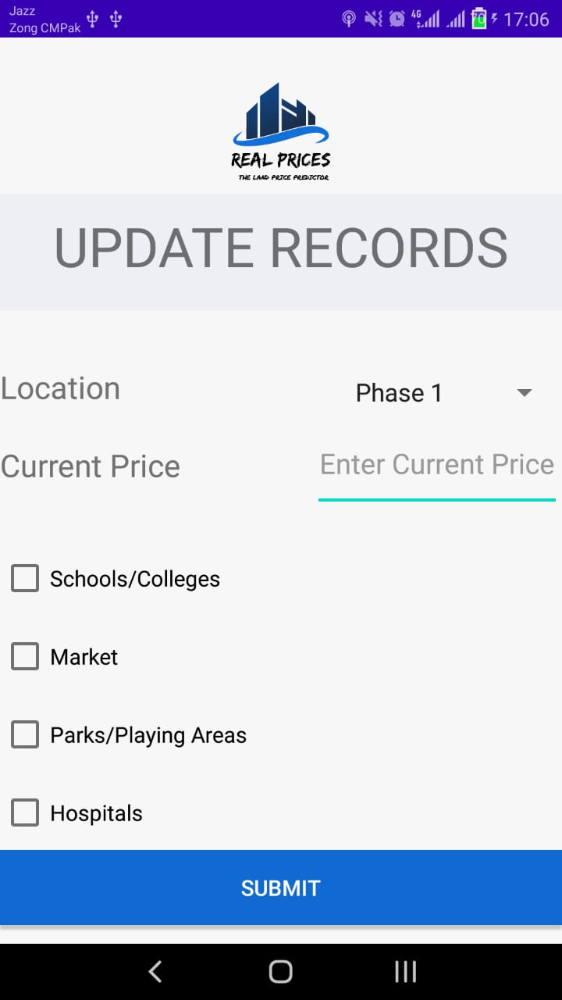 Jazz
Zong CMPak
4G 70 17:06
REAL PRICES
THE LAND PRICE PREDICTOR
UPDATE RECORDS
Location
Phase 1
Current Price
Enter Current Price
Schools/Colleges
Market
Parks/Playing Areas
Hospitals
SUBMIT